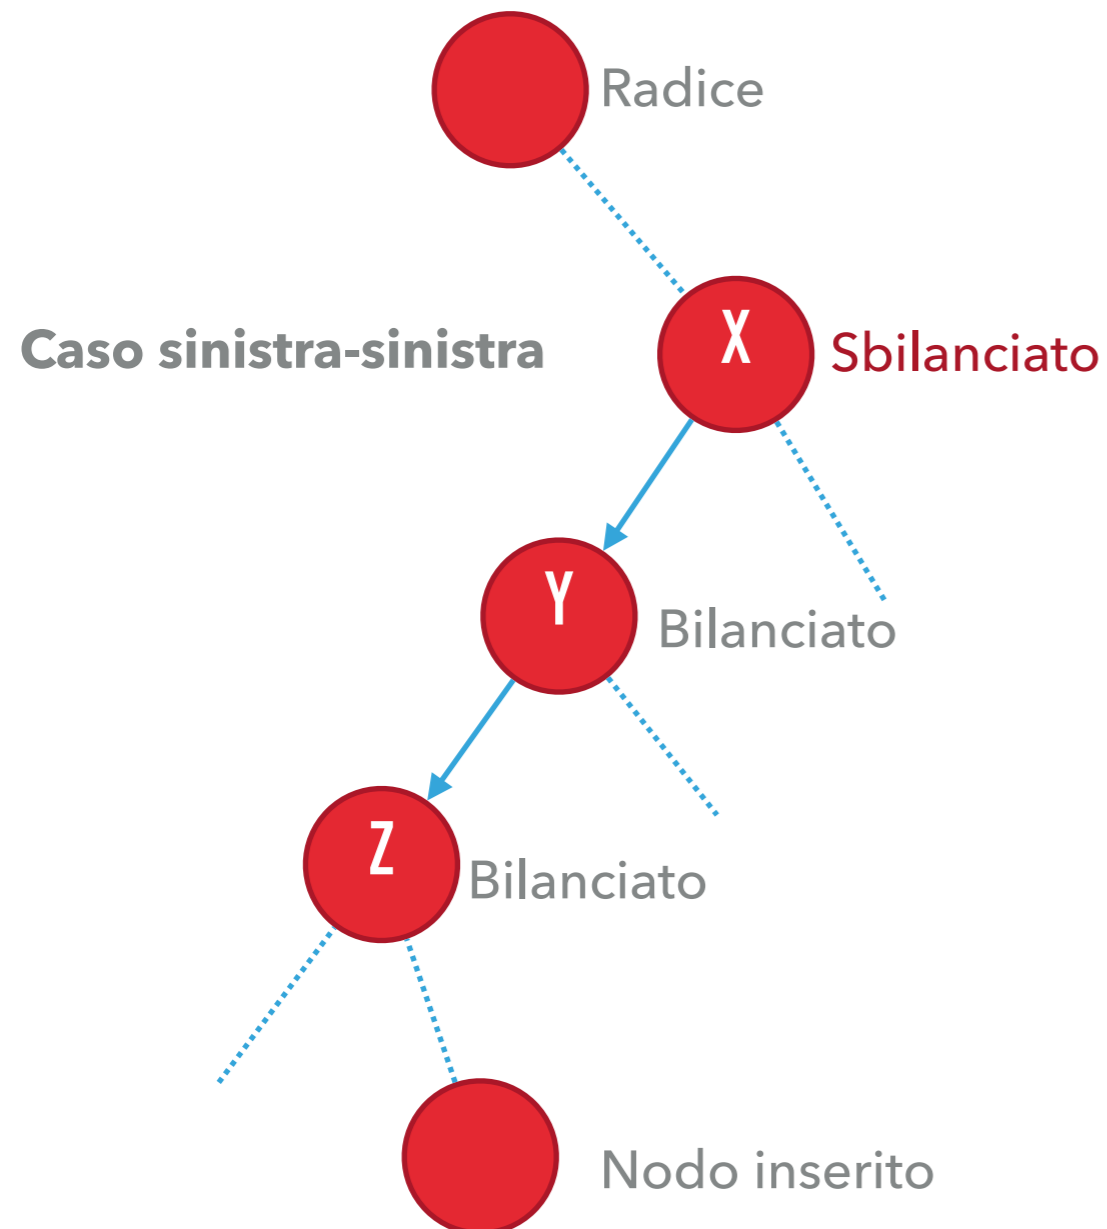 Radice
X
Caso sinistra-sinistra
Sbilanciato
Y
Bilanciato
Z
Bilanciato
Nodo inserito